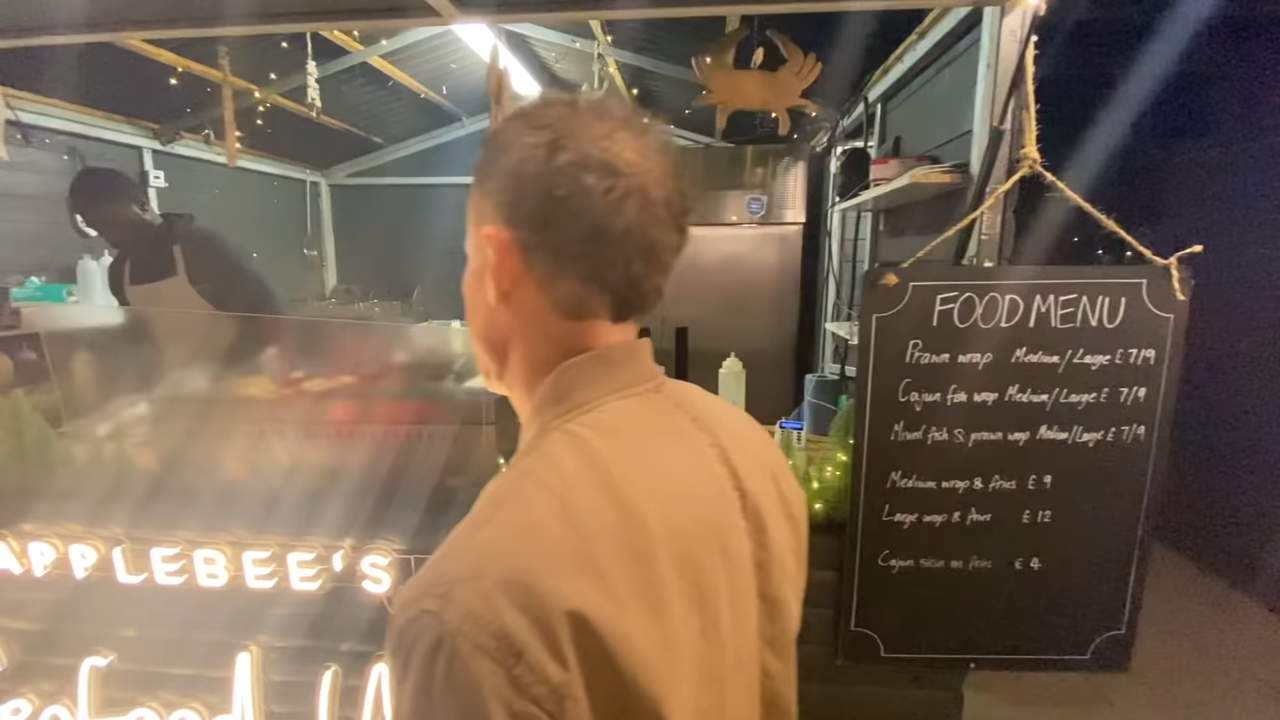 FOOD MENU
Prawn wrap Medium/Large £7/9
Cajun fish wrap Medium/Large £ 7/9
Mixed fish & prawn wrap Medium/Large £ 7/9
Medium wrap & fries £ 9
Large wrap & fries £ 12
Cajun skin on fries £ 4
APPLEBEE'S